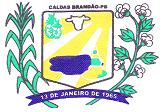 CALDAS BRANDÃO-PB
13 DE JANEIRO DE 1965